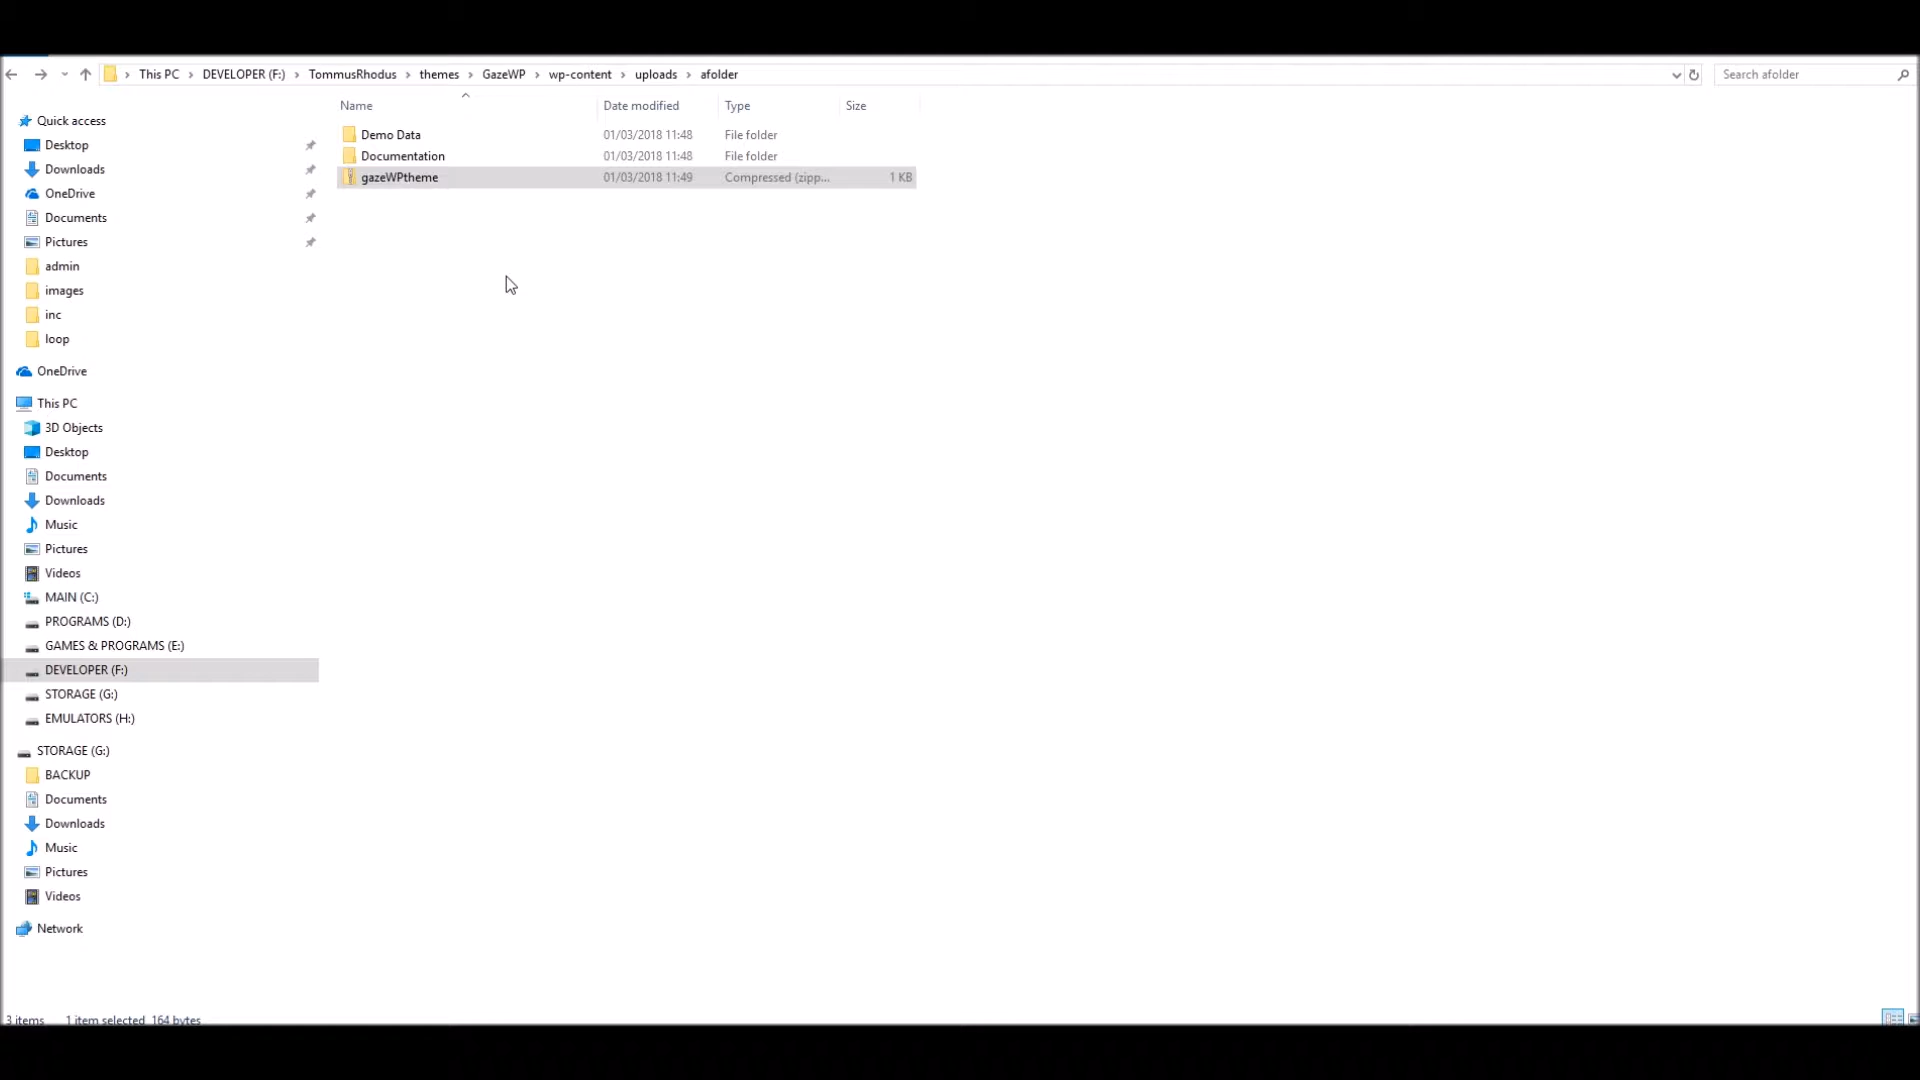 This PC > DEVELOPER (F:) > TommusRhodus > themes > GazeWP > wp-content > uploads > afolder
Search afolder
Name Date modified Type Size
Demo Data 01/03/2018 11:48 File folder
Documentation 01/03/2018 11:48 File folder
gazeWPtheme 01/03/2018 11:49 Compressed (zipp... 1 KB
Quick access
Desktop
Downloads
OneDrive
Documents
Pictures
admin
images
inc
loop
OneDrive
This PC
3D Objects
Desktop
Documents
Downloads
Music
Pictures
Videos
MAIN (C:)
PROGRAMS (D:)
GAMES & PROGRAMS (E:)
DEVELOPER (F:)
STORAGE (G:)
EMULATORS (H:)
STORAGE (G:)
BACKUP
Documents
Downloads
Music
Pictures
Videos
Network
3 items 1 item selected 164 bytes